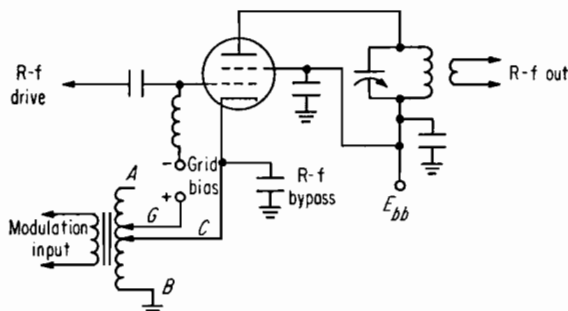 R-f
drive
R-f out
A
−
Grid
bias
+
G
C
R-f
bypass
E_bb
Modulation
input
B